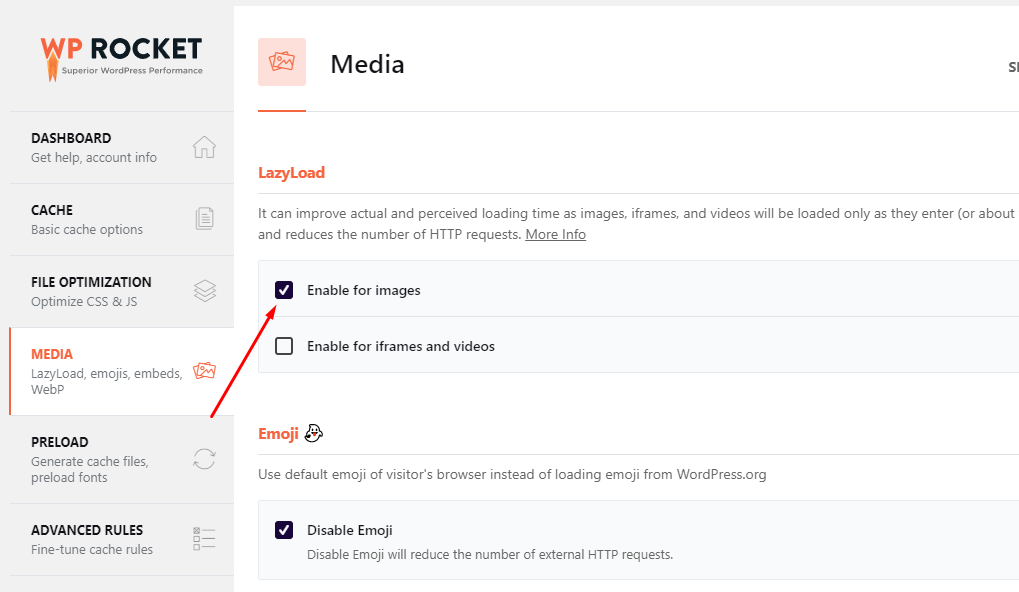 WP ROCKET
Superior WordPress Performance
DASHBOARD
Get help, account info
CACHE
Basic cache options
FILE OPTIMIZATION
Optimize CSS & JS
MEDIA
LazyLoad, emojis, embeds,
WebP
PRELOAD
Generate cache files,
preload fonts
ADVANCED RULES
Fine-tune cache rules
Media
LazyLoad
It can improve actual and perceived loading time as images, iframes, and videos will be loaded only as they enter (or about
and reduces the number of HTTP requests. More Info
Enable for images
Enable for iframes and videos
Emoji
Use default emoji of visitor's browser instead of loading emoji from WordPress.org
Disable Emoji
Disable Emoji will reduce the number of external HTTP requests.